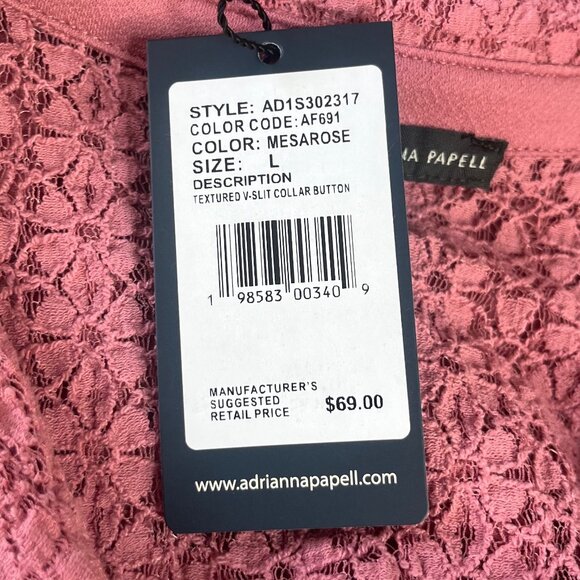 STYLE: AD1S302317
COLOR CODE: AF691
COLOR: MESAROSE
SIZE: L
DESCRIPTION
TEXTURED V-SLIT COLLAR BUTTON
NA PAPELL
1 98583 00340 9
MANUFACTURER'S
SUGGESTED
RETAIL PRICE $69.00
www.adriannapapell.com